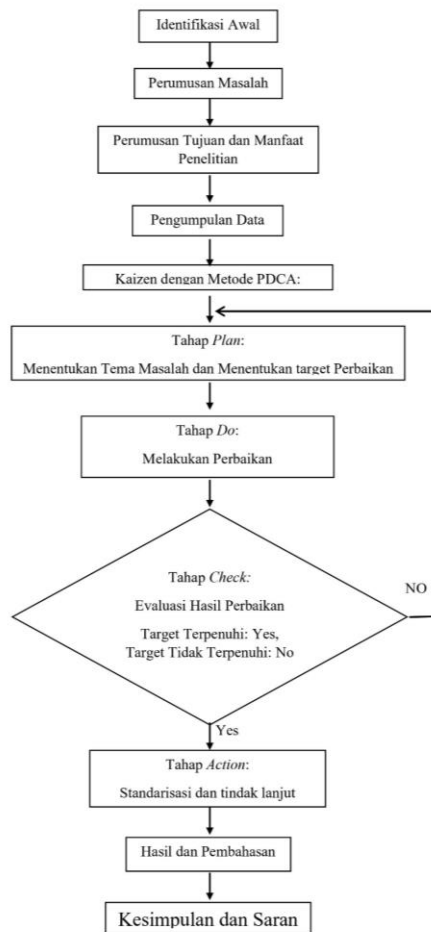 Identifikasi Awal
Perumusan Masalah
Perumusan Tujuan dan Manfaat
Penelitian
Pengumpulan Data
Kaizen dengan Metode PDCA:
Tahap Plan:
Menentukan Tema Masalah dan Menentukan target Perbaikan
Tahap Do:
Melakukan Perbaikan
Tahap Check:
Evaluasi Hasil Perbaikan
Target Terpenuhi: Yes,
Target Tidak Terpenuhi: No
NO
Yes
Tahap Action:
Standarisasi dan tindak lanjut
Hasil dan Pembahasan
Kesimpulan dan Saran